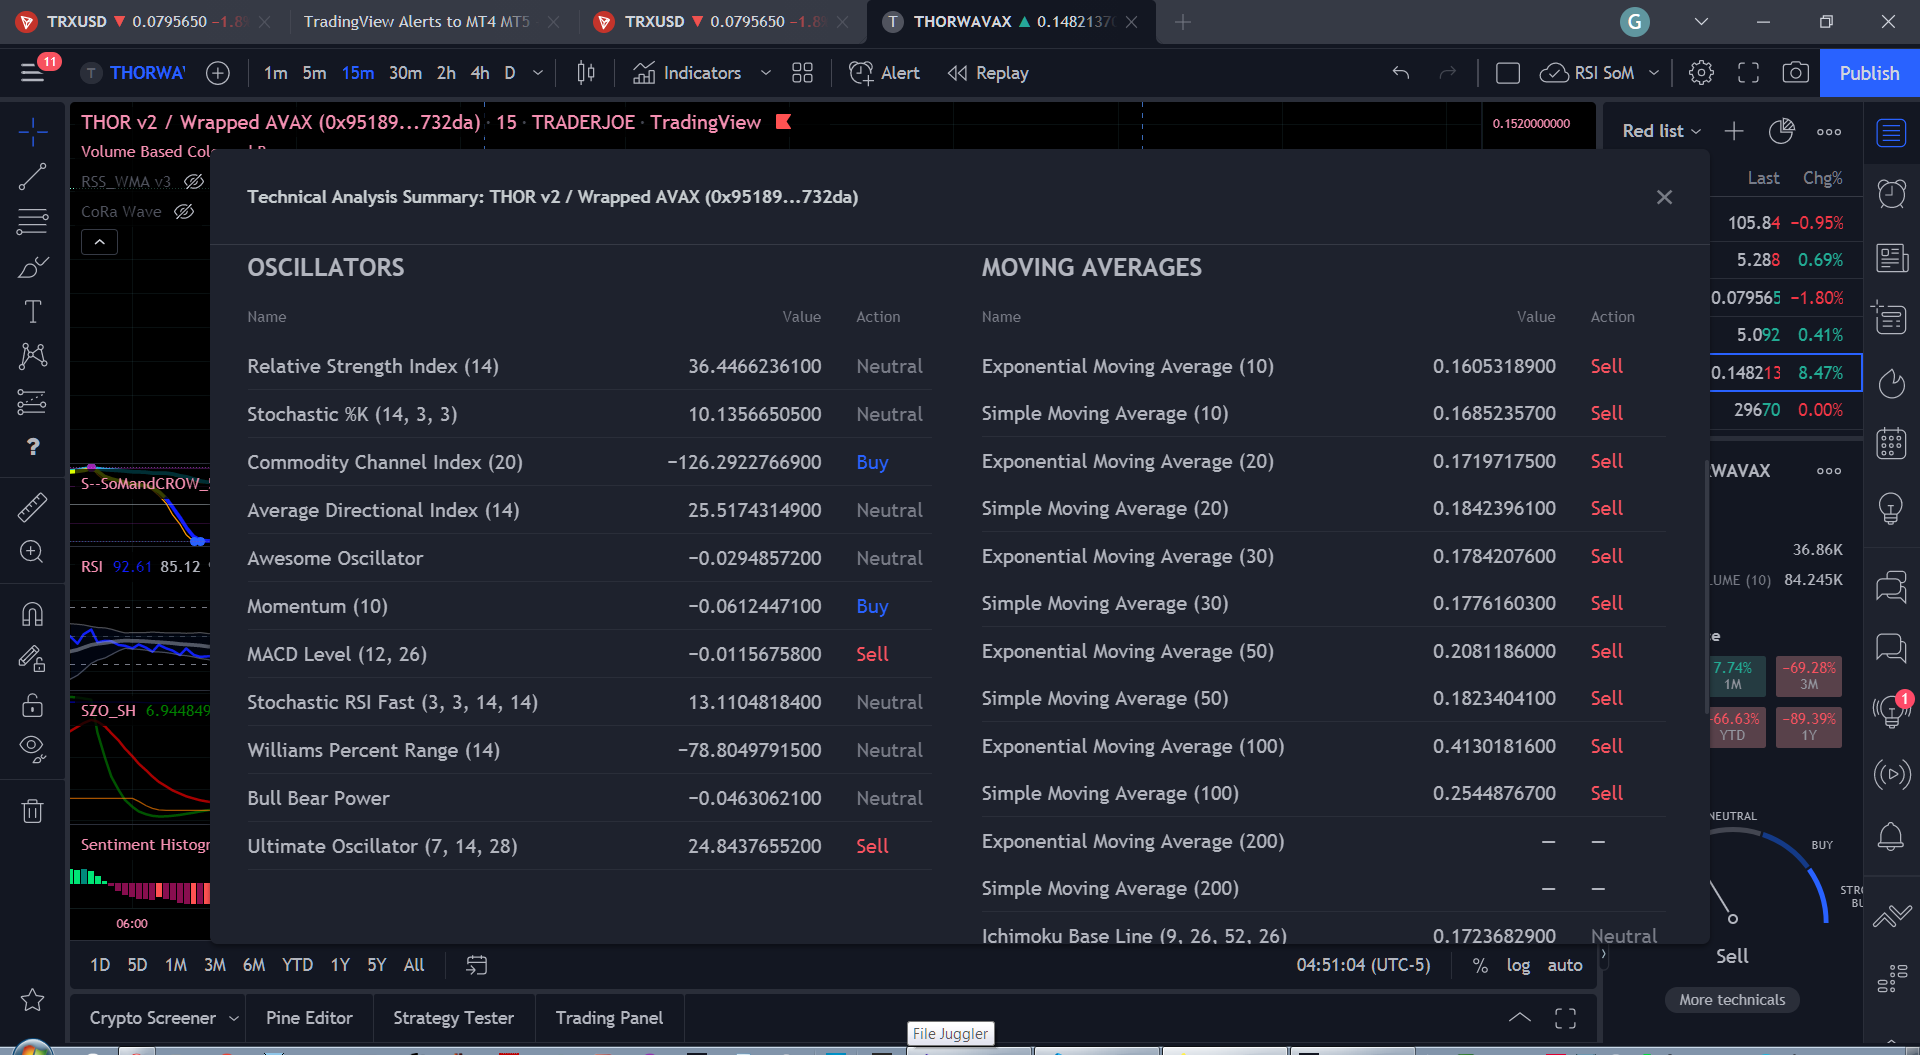 TRXUSD ▼ 0.0795650 −1.8
TradingView Alerts to MT4 MT5
TRXUSD ▼ 0.0795650 −1.8
T THORWAVAX ▲ 0.1482137
G
11
T THORWA
1m 5m 15m 30m 2h 4h D
Indicators
Alert
Replay
RSI SoM
Publish
THOR v2 / Wrapped AVAX (0x95189...732da) · 15 · TRADERJOE · TradingView
0.1520000000
Volume Based Col
RSS_WMA v3
CoRa Wave
Red list
Last Chg%
105.84 −0.95%
5.288 0.69%
0.079565 −1.80%
5.092 0.41%
0.148213 8.47%
29670 0.00%
Technical Analysis Summary: THOR v2 / Wrapped AVAX (0x95189...732da)
OSCILLATORS
Name Value Action
Relative Strength Index (14) 36.4466236100 Neutral
Stochastic %K (14, 3, 3) 10.1356650500 Neutral
Commodity Channel Index (20) −126.2922766900 Buy
Average Directional Index (14) 25.5174314900 Neutral
Awesome Oscillator −0.0294857200 Neutral
Momentum (10) −0.0612447100 Buy
MACD Level (12, 26) −0.0115675800 Sell
Stochastic RSI Fast (3, 3, 14, 14) 13.1104818400 Neutral
Williams Percent Range (14) −78.8049791500 Neutral
Bull Bear Power −0.0463062100 Neutral
Ultimate Oscillator (7, 14, 28) 24.8437655200 Sell
MOVING AVERAGES
Name Value Action
Exponential Moving Average (10) 0.1605318900 Sell
Simple Moving Average (10) 0.1685235700 Sell
Exponential Moving Average (20) 0.1719717500 Sell
Simple Moving Average (20) 0.1842396100 Sell
Exponential Moving Average (30) 0.1784207600 Sell
Simple Moving Average (30) 0.1776160300 Sell
Exponential Moving Average (50) 0.2081186000 Sell
Simple Moving Average (50) 0.1823404100 Sell
Exponential Moving Average (100) 0.4130181600 Sell
Simple Moving Average (100) 0.2544876700 Sell
Exponential Moving Average (200) — —
Simple Moving Average (200) — —
Ichimoku Base Line (9, 26, 52, 26) 0.1723682900 Neutral
S--SoMandCROW_
RSI 92.61 85.12
SZO_SH 6.944849
Sentiment Histogr
06:00
WAVAX
36.86K
LUME (10) 84.245K
ce
7.74% 1M
−69.28% 3M
−66.63% YTD
−89.39% 1Y
NEUTRAL
BUY
STRO
BU
Sell
More technicals
1
1D 5D 1M 3M 6M YTD 1Y 5Y All
04:51:04 (UTC-5) % log auto
Crypto Screener
Pine Editor
Strategy Tester
Trading Panel
File Juggler